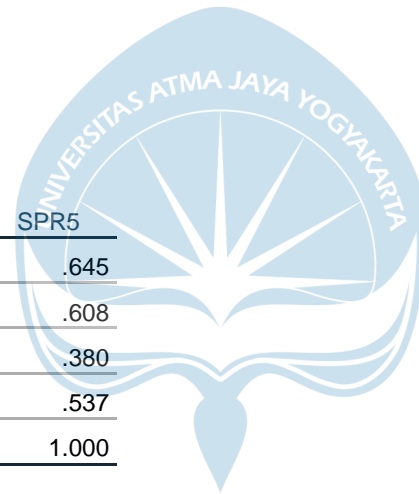 UNIVERSITAS ATMA JAYA YOGYAKARTA
SPR5
.645
.608
.380
.537
1.000